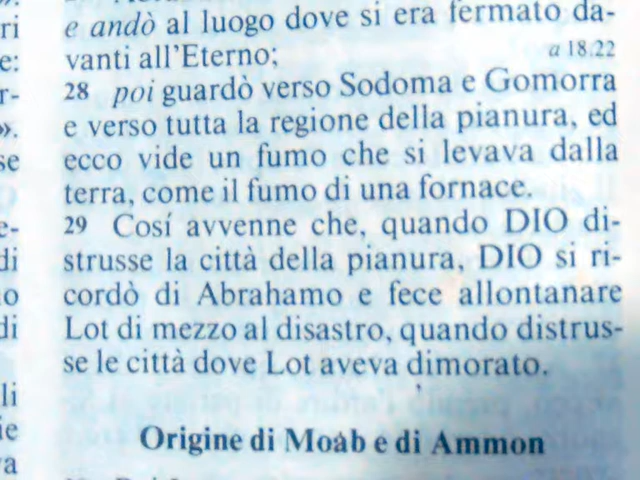 e andò al luogo dove si era fermato da-
vanti all'Eterno;
a 18.22
28 poi guardò verso Sodoma e Gomorra
e verso tutta la regione della pianura, ed
ecco vide un fumo che si levava dalla
terra, come il fumo di una fornace.
29 Cosí avvenne che, quando DIO di-
strusse la città della pianura, DIO si ri-
cordò di Abrahamo e fece allontanare
Lot di mezzo al disastro, quando distrus-
se le città dove Lot aveva dimorato.
Origine di Moab e di Ammon